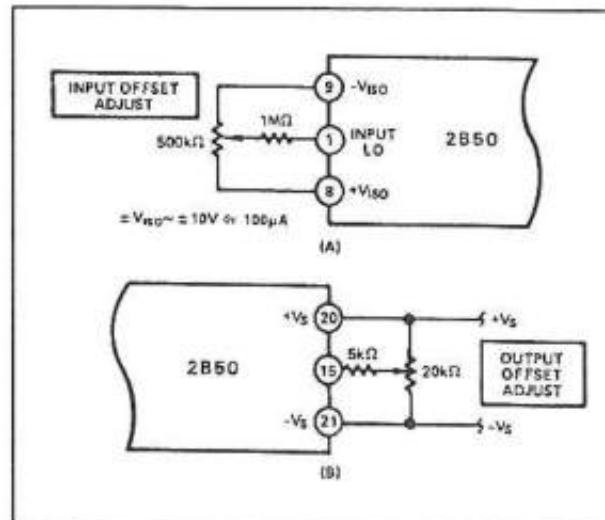 INPUT OFFSET
ADJUST
9
-VISO
1MΩ
500kΩ
1
INPUT
LO
2B50
8
+VISO
± VISO ~ ± 10V @ 100μA
(A)
+VS
20
+VS
2B50
15
5kΩ
20kΩ
OUTPUT
OFFSET
ADJUST
-VS
21
-VS
(B)